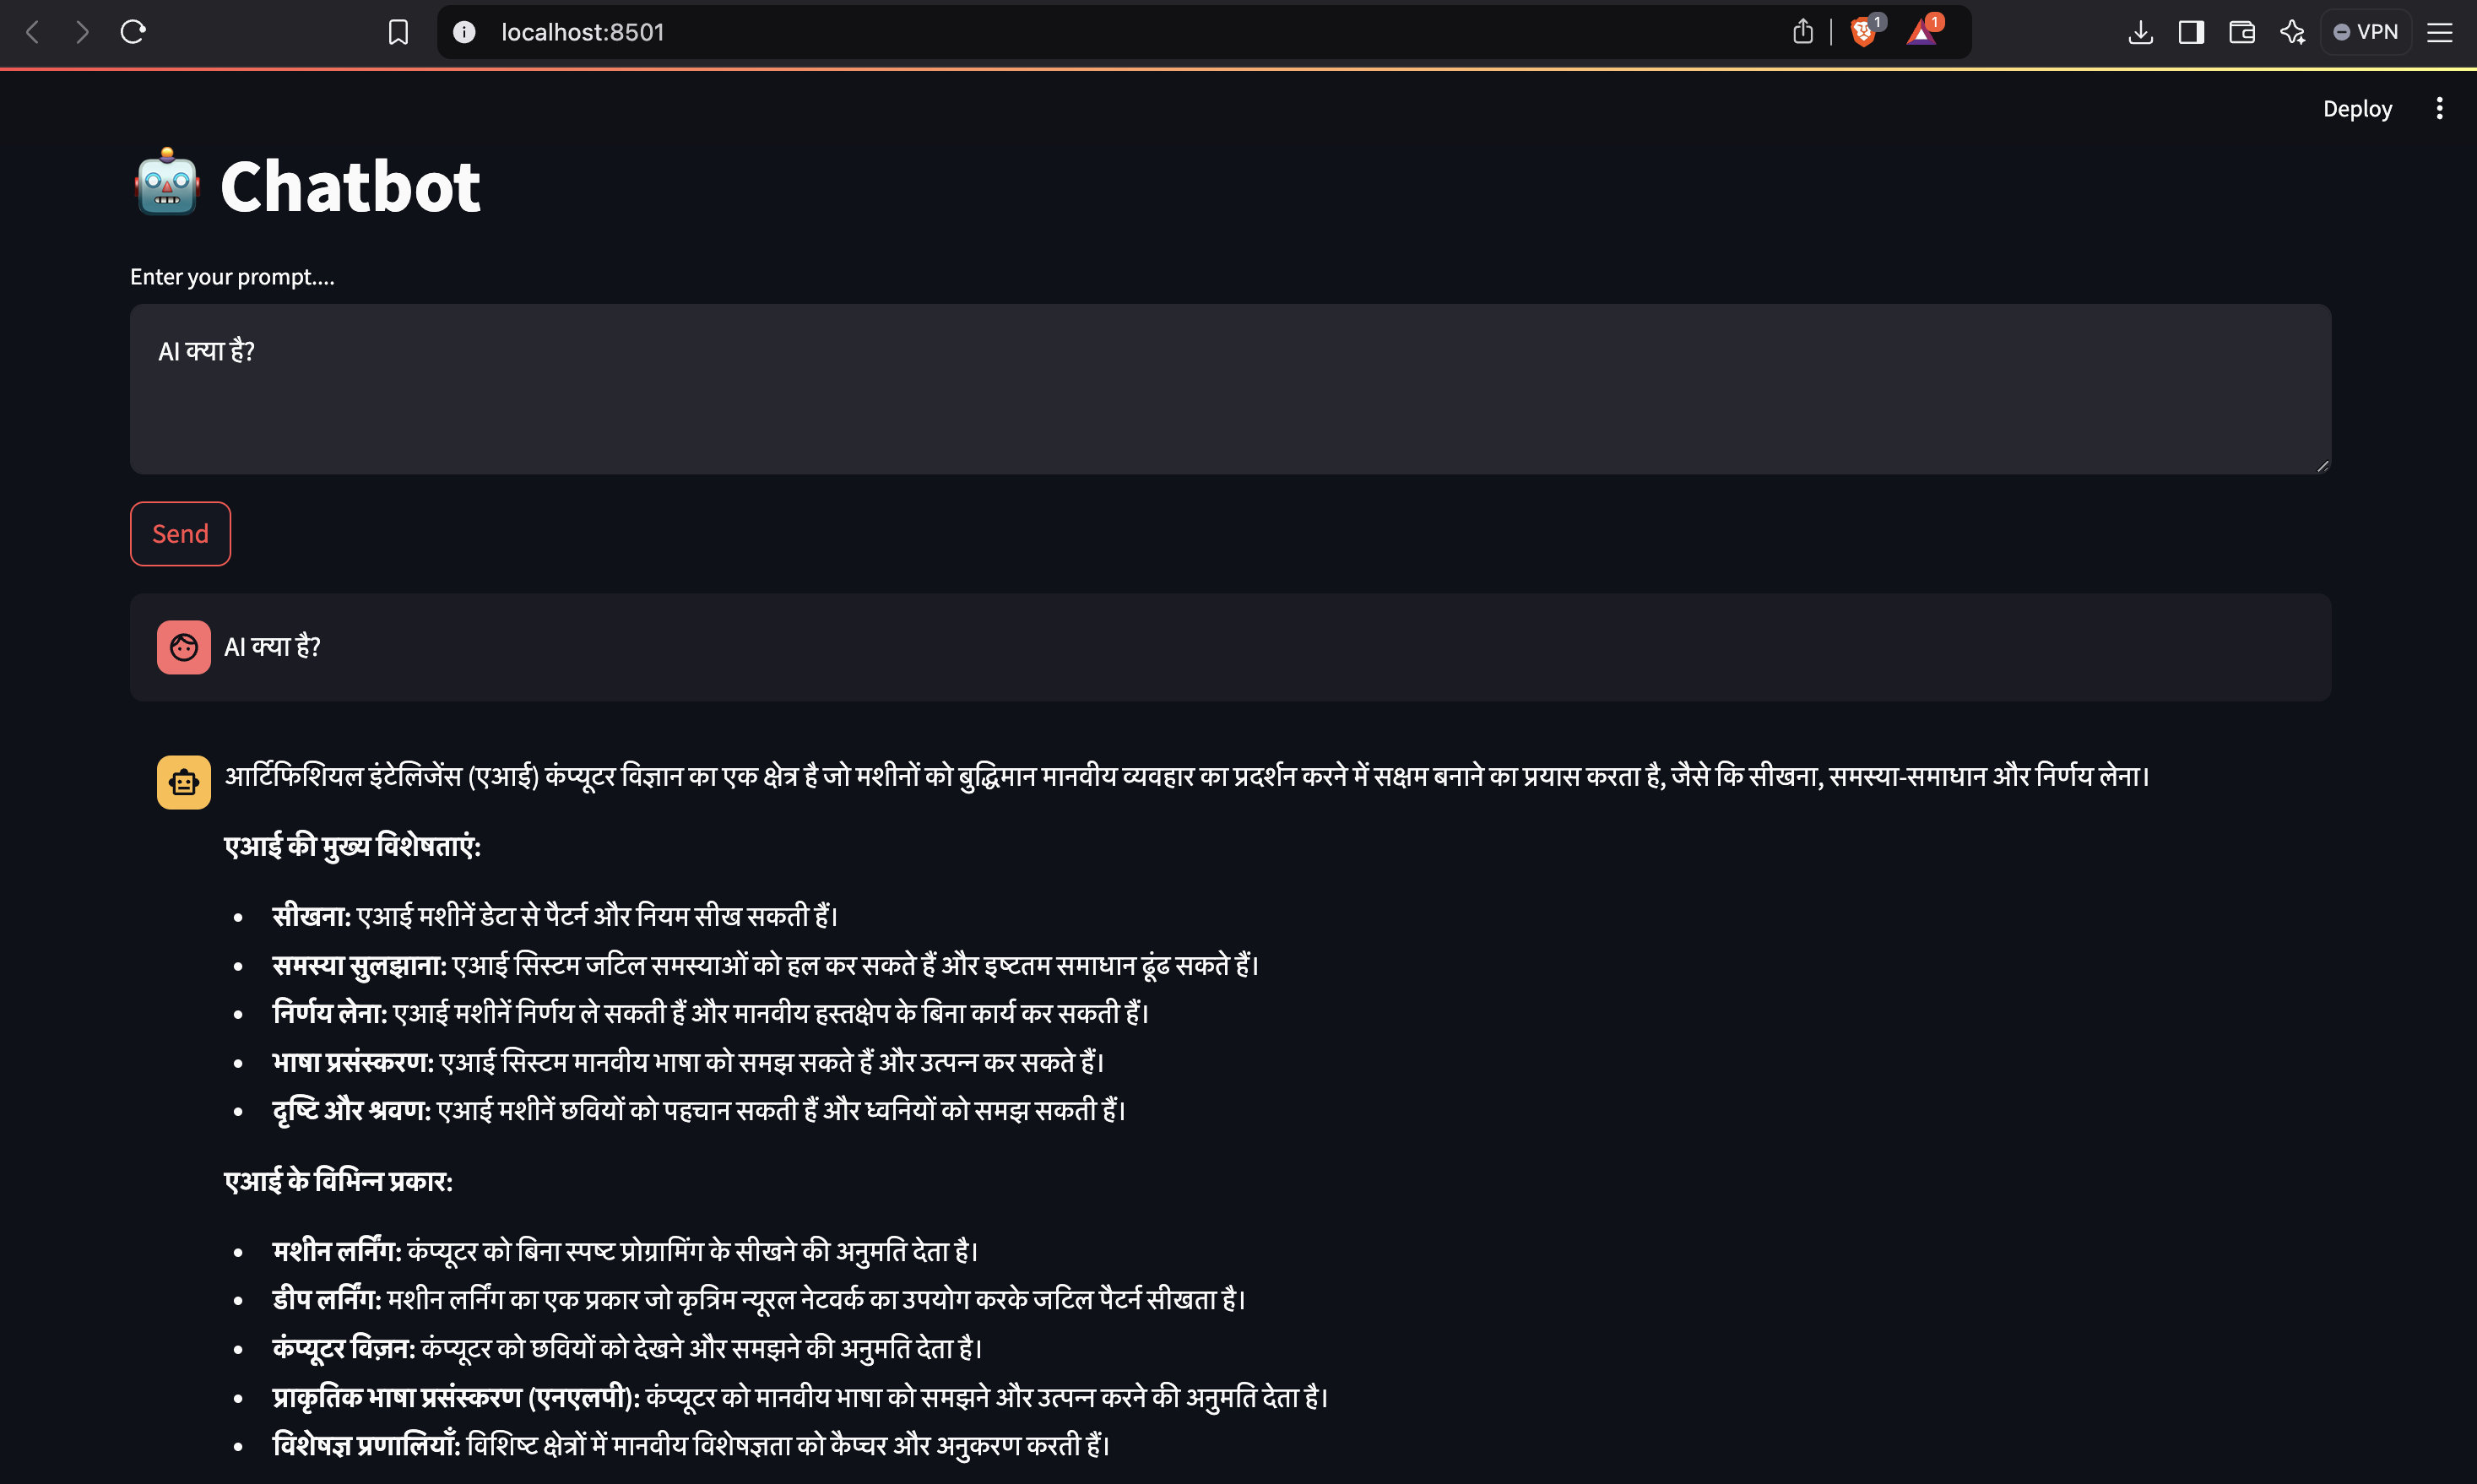 localhost:8501
1
1
VPN
Deploy
Chatbot
Enter your prompt....
AI क्या है?
Send
AI क्या है?
आर्टिफिशियल इंटेलिजेंस (एआई) कंप्यूटर विज्ञान का एक क्षेत्र है जो मशीनों को बुद्धिमान मानवीय व्यवहार का प्रदर्शन करने में सक्षम बनाने का प्रयास करता है, जैसे कि सीखना, समस्या-समाधान और निर्णय लेना।
एआई की मुख्य विशेषताएं:
• सीखना: एआई मशीनें डेटा से पैटर्न और नियम सीख सकती हैं।
• समस्या सुलझाना: एआई सिस्टम जटिल समस्याओं को हल कर सकते हैं और इष्टतम समाधान ढूंढ सकते हैं।
• निर्णय लेना: एआई मशीनें निर्णय ले सकती हैं और मानवीय हस्तक्षेप के बिना कार्य कर सकती हैं।
• भाषा प्रसंस्करण: एआई सिस्टम मानवीय भाषा को समझ सकते हैं और उत्पन्न कर सकते हैं।
• दृष्टि और श्रवण: एआई मशीनें छवियों को पहचान सकती हैं और ध्वनियों को समझ सकती हैं।
एआई के विभिन्न प्रकार:
• मशीन लर्निंग: कंप्यूटर को बिना स्पष्ट प्रोग्रामिंग के सीखने की अनुमति देता है।
• डीप लर्निंग: मशीन लर्निंग का एक प्रकार जो कृत्रिम न्यूरल नेटवर्क का उपयोग करके जटिल पैटर्न सीखता है।
• कंप्यूटर विज़न: कंप्यूटर को छवियों को देखने और समझने की अनुमति देता है।
• प्राकृतिक भाषा प्रसंस्करण (एनएलपी): कंप्यूटर को मानवीय भाषा को समझने और उत्पन्न करने की अनुमति देता है।
• विशेषज्ञ प्रणालियाँ: विशिष्ट क्षेत्रों में मानवीय विशेषज्ञता को कैप्चर और अनुकरण करती हैं।